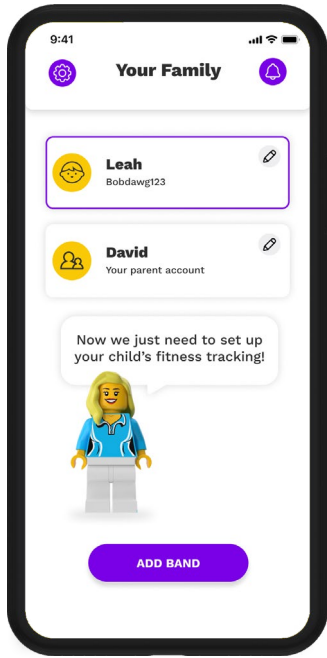 9:41
Your Family
Leah
Bobdawg123
David
Your parent account
Now we just need to set up
your child's fitness tracking!
ADD BAND